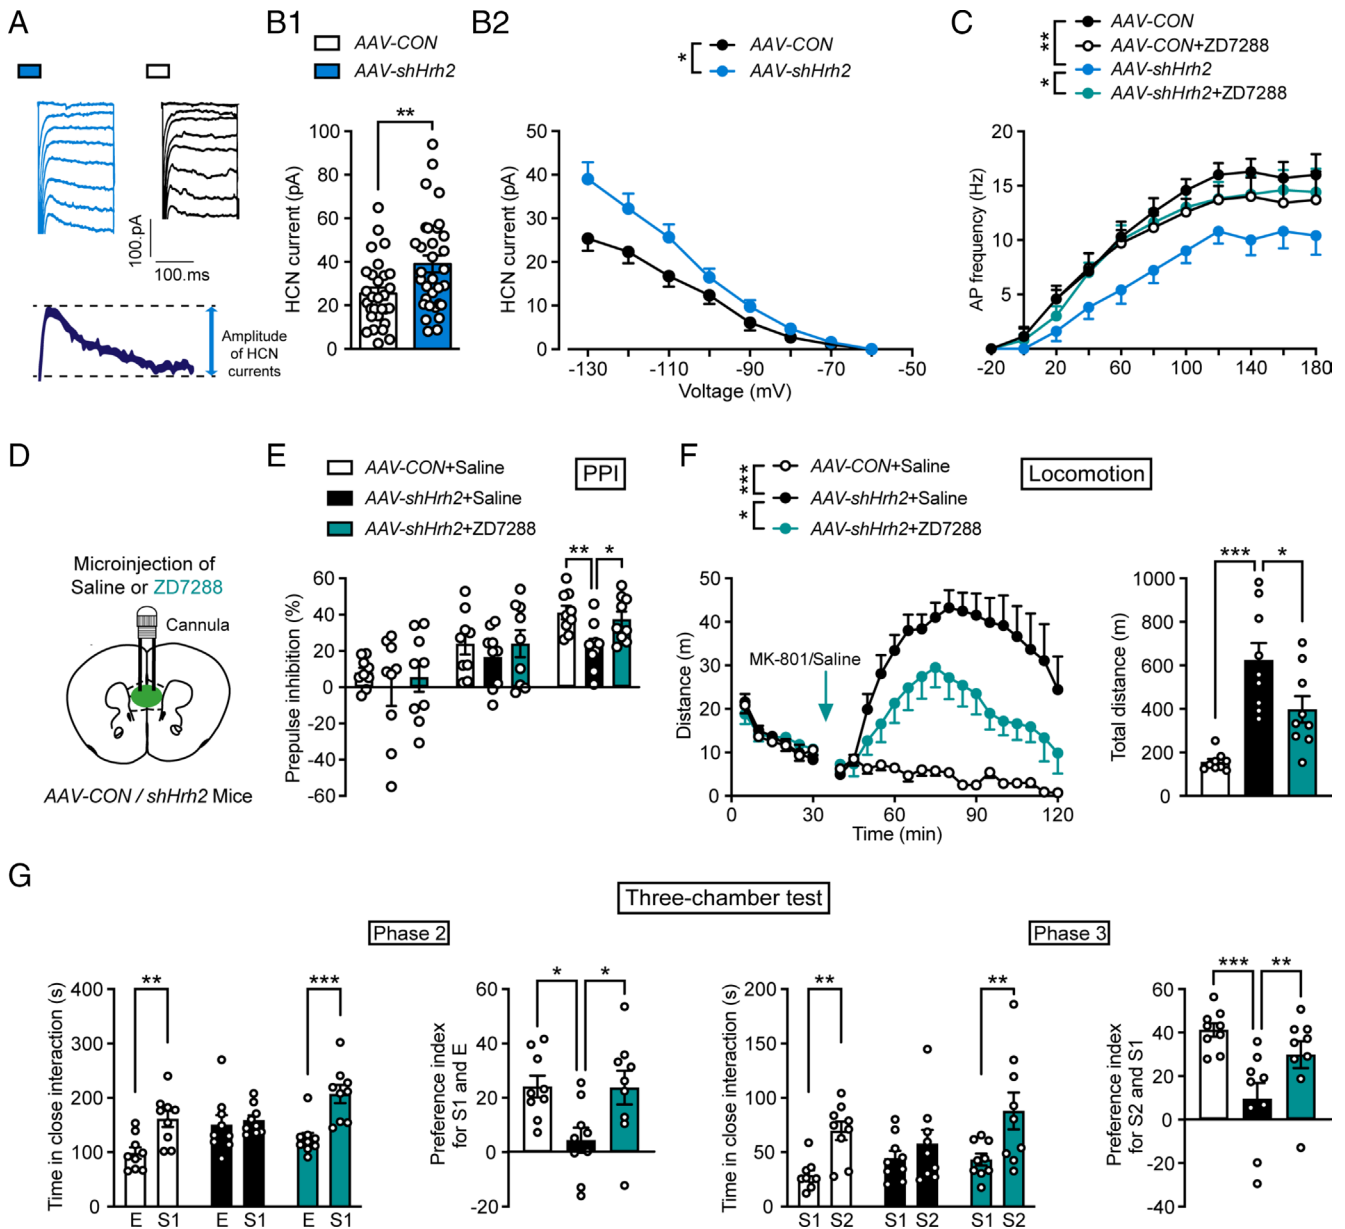 A
100.pA
100.ms
Amplitude
of HCN
currents
B1
AAV-CON
AAV-shHrh2
**
HCN current (pA)
100
80
60
40
20
0
B2
*
AAV-CON
AAV-shHrh2
HCN current (pA)
50
40
30
20
10
0
-130
-110
-90
-70
-50
Voltage (mV)
C
**
*
AAV-CON
AAV-CON+ZD7288
AAV-shHrh2
AAV-shHrh2+ZD7288
AP frequency (Hz)
20
15
10
5
-20
20
60
100
140
180
D
Microinjection of
Saline or ZD7288
Cannula
AAV-CON / shHrh2 Mice
E
AAV-CON+Saline
AAV-shHrh2+Saline
AAV-shHrh2+ZD7288
PPI
** *
Prepulse inhibition (%)
60
40
20
0
-20
-40
-60
F
***
*
AAV-CON+Saline
AAV-shHrh2+Saline
AAV-shHrh2+ZD7288
Locomotion
Distance (m)
50
40
30
20
10
0
MK-801/Saline
0
30
60
90
120
Time (min)
*** *
Total distance (m)
1000
800
600
400
200
0
G
Three-chamber test
Phase 2
Time in close interaction (s)
400
300
200
100
0
** ***
E S1 E S1 E S1
Preference index
for S1 and E
60
40
20
0
-20
* *
Phase 3
Time in close interaction (s)
200
150
100
50
0
** **
S1 S2 S1 S2 S1 S2
Preference index
for S2 and S1
60
40
20
0
-20
-40
*** **